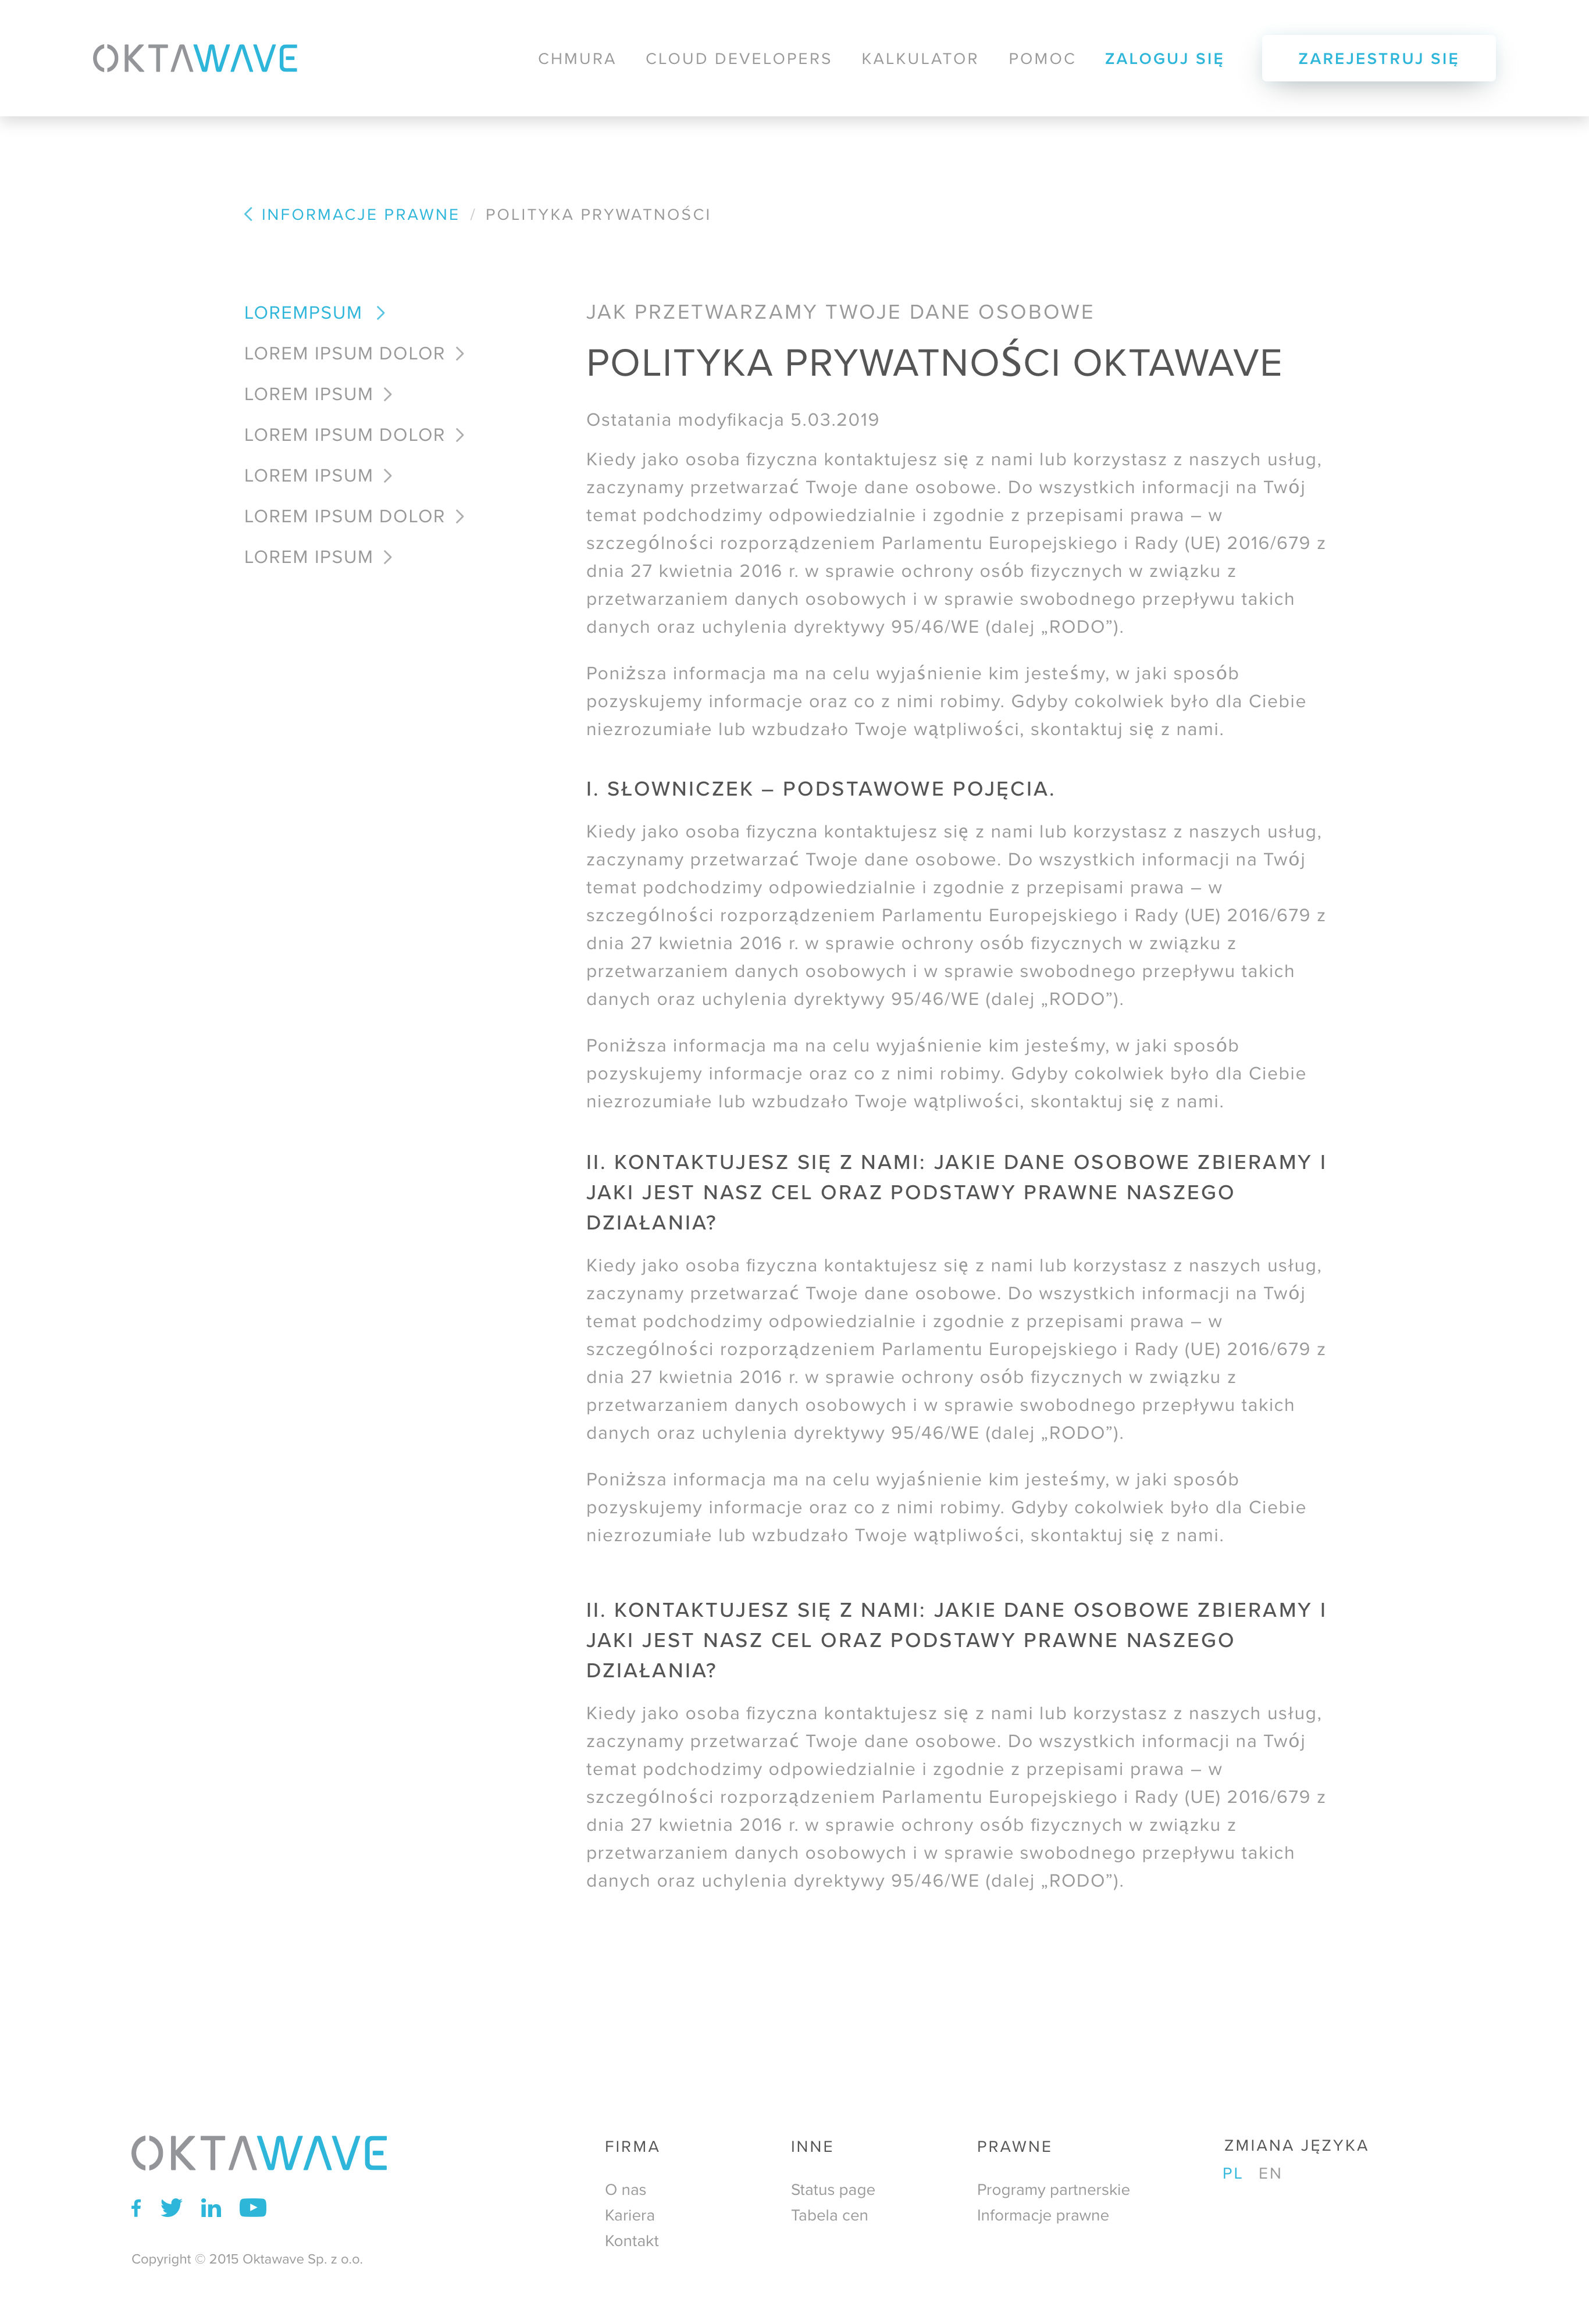 OKTAWAVE
CHMURA CLOUD DEVELOPERS KALKULATOR POMOC ZALOGUJ SIĘ ZAREJESTRUJ SIĘ
INFORMACJE PRAWNE / POLITYKA PRYWATNOŚCI
LOREMPSUM
LOREM IPSUM DOLOR
LOREM IPSUM
LOREM IPSUM DOLOR
LOREM IPSUM
LOREM IPSUM DOLOR
LOREM IPSUM
JAK PRZETWARZAMY TWOJE DANE OSOBOWE
POLITYKA PRYWATNOŚCI OKTAWAVE
Ostatania modyfikacja 5.03.2019
Kiedy jako osoba fizyczna kontaktujesz się z nami lub korzystasz z naszych usług,
zaczynamy przetwarzać Twoje dane osobowe. Do wszystkich informacji na Twój
temat podchodzimy odpowiedzialnie i zgodnie z przepisami prawa – w
szczególności rozporządzeniem Parlamentu Europejskiego i Rady (UE) 2016/679 z
dnia 27 kwietnia 2016 r. w sprawie ochrony osób fizycznych w związku z
przetwarzaniem danych osobowych i w sprawie swobodnego przepływu takich
danych oraz uchylenia dyrektywy 95/46/WE (dalej „RODO”).
Poniższa informacja ma na celu wyjaśnienie kim jesteśmy, w jaki sposób
pozyskujemy informacje oraz co z nimi robimy. Gdyby cokolwiek było dla Ciebie
niezrozumiałe lub wzbudzało Twoje wątpliwości, skontaktuj się z nami.
I. SŁOWNICZEK – PODSTAWOWE POJĘCIA.
Kiedy jako osoba fizyczna kontaktujesz się z nami lub korzystasz z naszych usług,
zaczynamy przetwarzać Twoje dane osobowe. Do wszystkich informacji na Twój
temat podchodzimy odpowiedzialnie i zgodnie z przepisami prawa – w
szczególności rozporządzeniem Parlamentu Europejskiego i Rady (UE) 2016/679 z
dnia 27 kwietnia 2016 r. w sprawie ochrony osób fizycznych w związku z
przetwarzaniem danych osobowych i w sprawie swobodnego przepływu takich
danych oraz uchylenia dyrektywy 95/46/WE (dalej „RODO”).
Poniższa informacja ma na celu wyjaśnienie kim jesteśmy, w jaki sposób
pozyskujemy informacje oraz co z nimi robimy. Gdyby cokolwiek było dla Ciebie
niezrozumiałe lub wzbudzało Twoje wątpliwości, skontaktuj się z nami.
II. KONTAKTUJESZ SIĘ Z NAMI: JAKIE DANE OSOBOWE ZBIERAMY I
JAKI JEST NASZ CEL ORAZ PODSTAWY PRAWNE NASZEGO
DZIAŁANIA?
Kiedy jako osoba fizyczna kontaktujesz się z nami lub korzystasz z naszych usług,
zaczynamy przetwarzać Twoje dane osobowe. Do wszystkich informacji na Twój
temat podchodzimy odpowiedzialnie i zgodnie z przepisami prawa – w
szczególności rozporządzeniem Parlamentu Europejskiego i Rady (UE) 2016/679 z
dnia 27 kwietnia 2016 r. w sprawie ochrony osób fizycznych w związku z
przetwarzaniem danych osobowych i w sprawie swobodnego przepływu takich
danych oraz uchylenia dyrektywy 95/46/WE (dalej „RODO”).
Poniższa informacja ma na celu wyjaśnienie kim jesteśmy, w jaki sposób
pozyskujemy informacje oraz co z nimi robimy. Gdyby cokolwiek było dla Ciebie
niezrozumiałe lub wzbudzało Twoje wątpliwości, skontaktuj się z nami.
II. KONTAKTUJESZ SIĘ Z NAMI: JAKIE DANE OSOBOWE ZBIERAMY I
JAKI JEST NASZ CEL ORAZ PODSTAWY PRAWNE NASZEGO
DZIAŁANIA?
Kiedy jako osoba fizyczna kontaktujesz się z nami lub korzystasz z naszych usług,
zaczynamy przetwarzać Twoje dane osobowe. Do wszystkich informacji na Twój
temat podchodzimy odpowiedzialnie i zgodnie z przepisami prawa – w
szczególności rozporządzeniem Parlamentu Europejskiego i Rady (UE) 2016/679 z
dnia 27 kwietnia 2016 r. w sprawie ochrony osób fizycznych w związku z
przetwarzaniem danych osobowych i w sprawie swobodnego przepływu takich
danych oraz uchylenia dyrektywy 95/46/WE (dalej „RODO”).
OKTAWAVE
Copyright © 2015 Oktawave Sp. z o.o.
FIRMA
O nas
Kariera
Kontakt
INNE
Status page
Tabela cen
PRAWNE
Programy partnerskie
Informacje prawne
ZMIANA JĘZYKA
PL EN